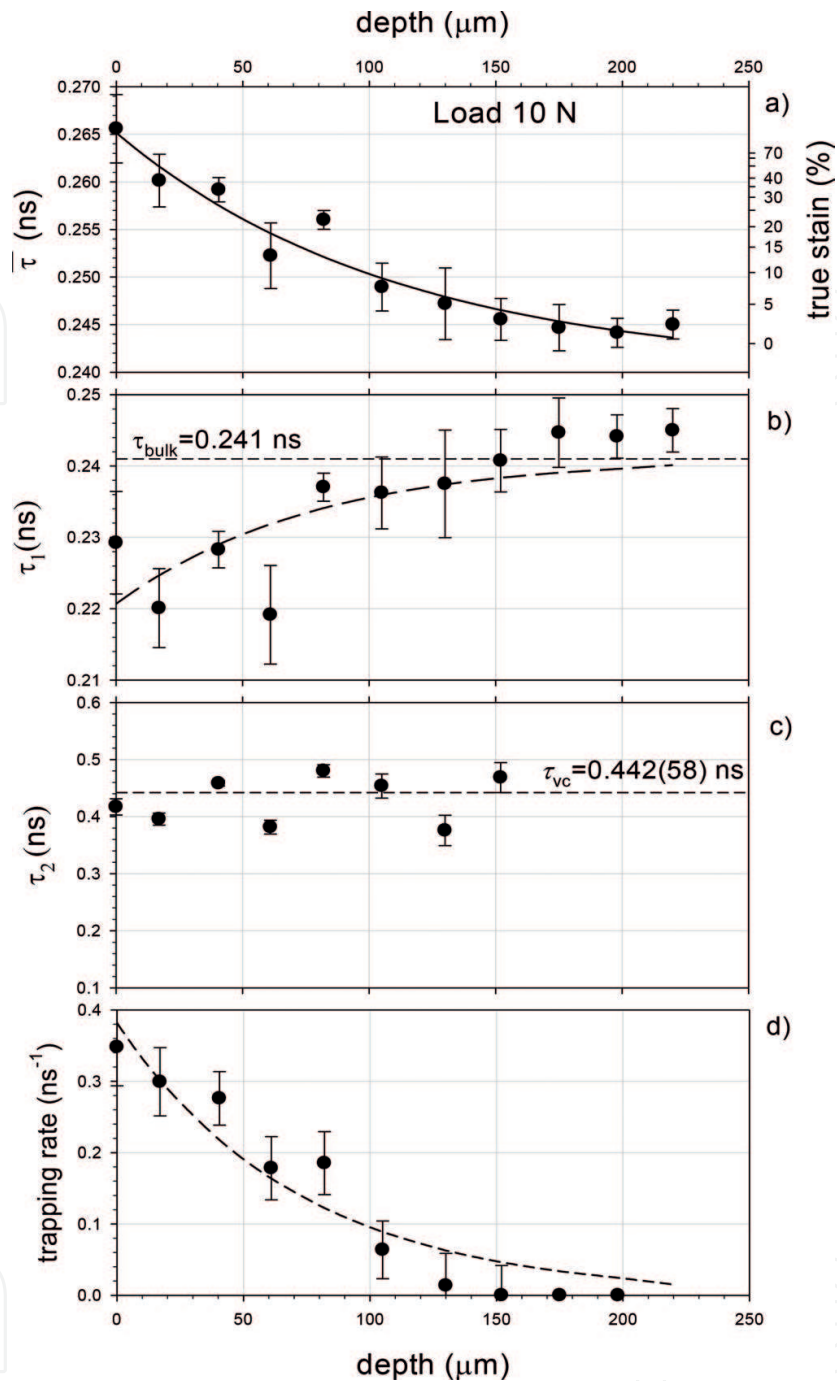 depth (μm)
0 50 100 150 200 250
a)
Load 10 N
0.270
0.265
0.260
0.255
0.250
0.245
0.240
τ̅ (ns)
70
40
30
20
15
10
5
0
true stain (%)
b)
τbulk=0.241 ns
0.25
0.24
0.23
0.22
0.21
τ1(ns)
c)
τvc=0.442(58) ns
0.6
0.5
0.4
0.3
0.2
0.1
τ2(ns)
d)
0.4
0.3
0.2
0.1
0.0
trapping rate (ns-1)
0 50 100 150 200 250
depth (μm)